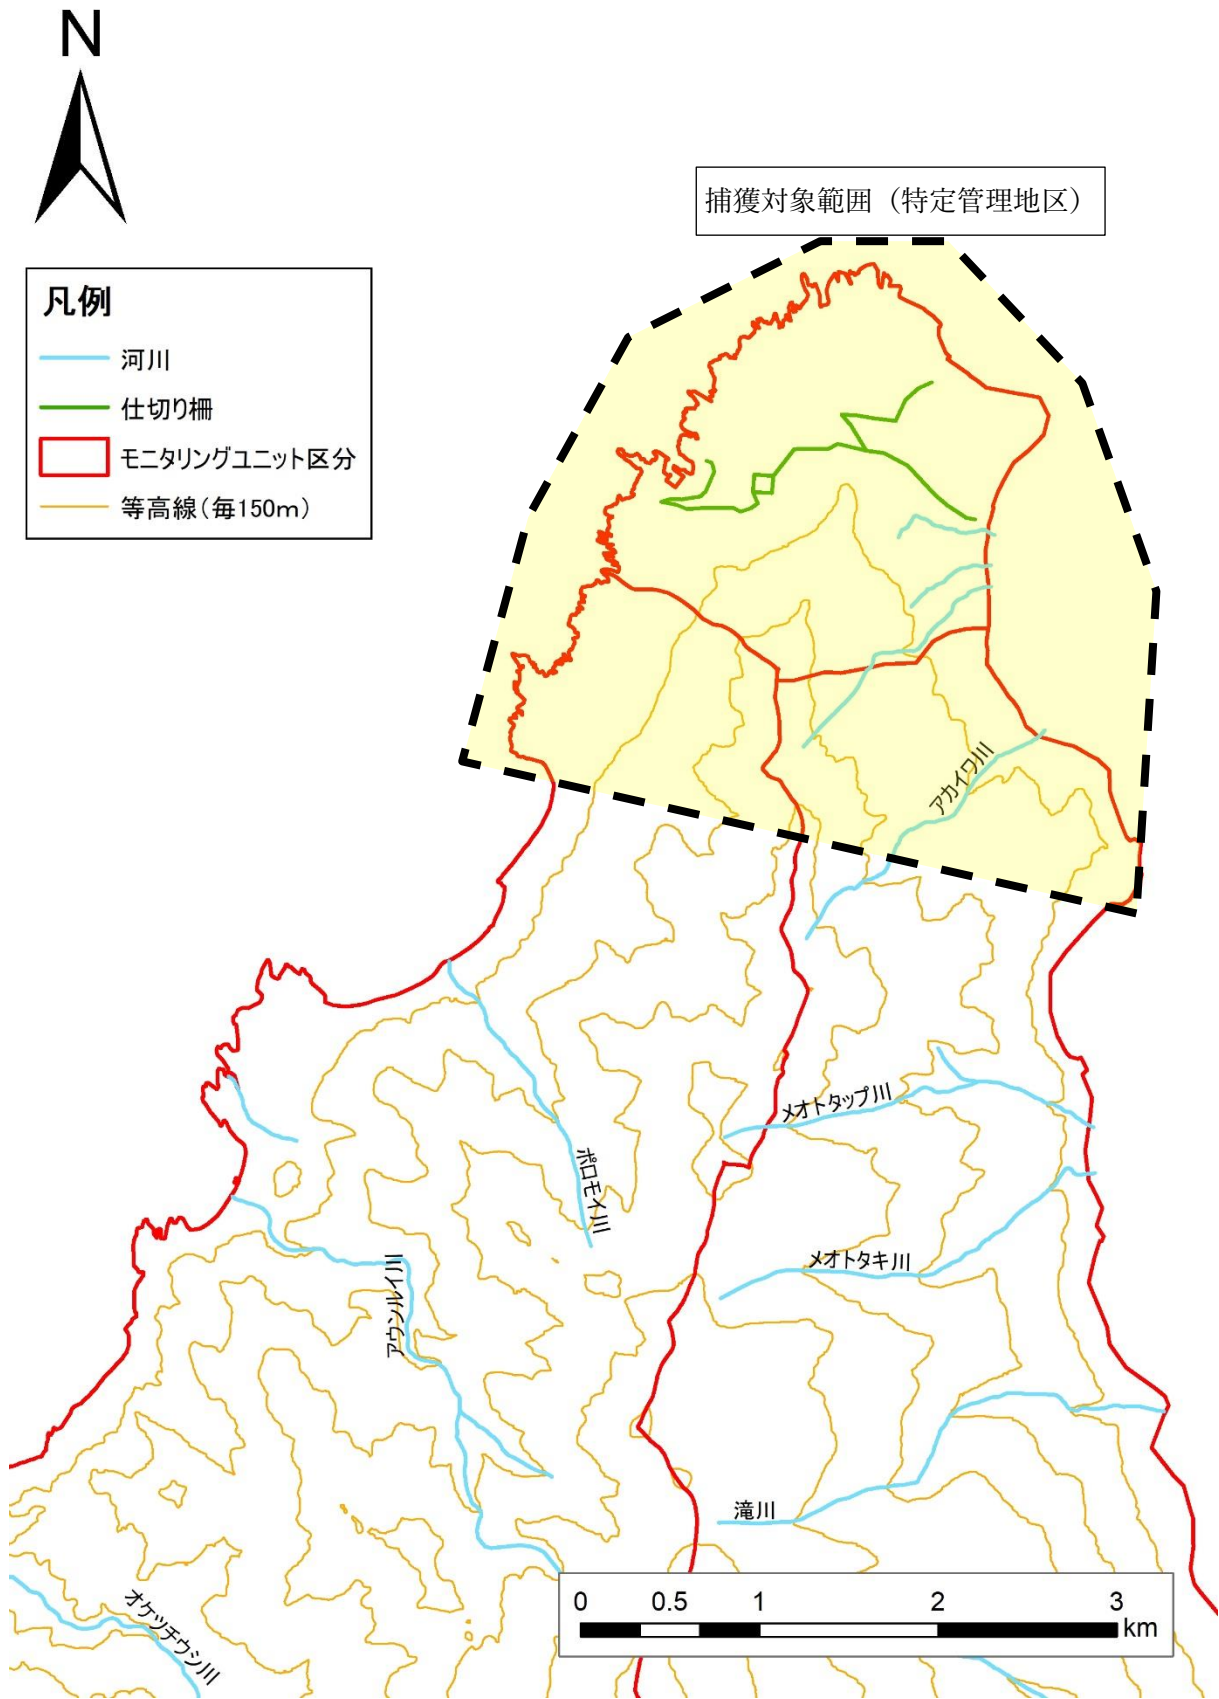 N
捕獲対象範囲（特定管理地区）
凡例
河川
仕切り柵
モニタリングユニット区分
等高線（毎150m）
アカイワ川
メオトタップ川
ポロモイ川
メオトタキ川
アウンルイ川
滝川
オケッチウシ川
0 0.5 1 2 3
km